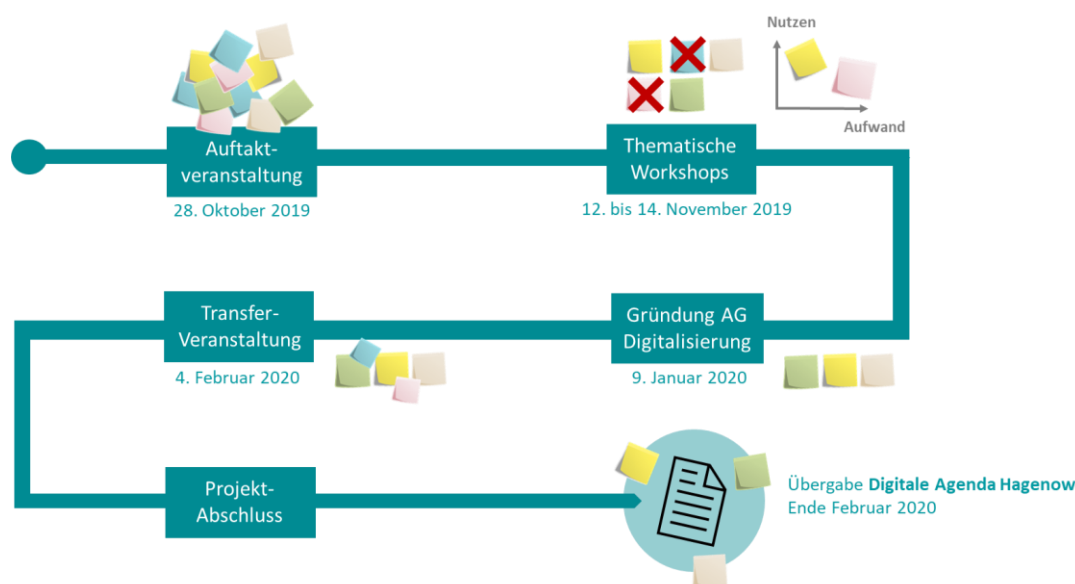 Nutzen
Aufwand
Auftakt-
veranstaltung
28. Oktober 2019
Thematische
Workshops
12. bis 14. November 2019
Gründung AG
Digitalisierung
9. Januar 2020
Transfer-
Veranstaltung
4. Februar 2020
Projekt-
Abschluss
Übergabe Digitale Agenda Hagenow
Ende Februar 2020